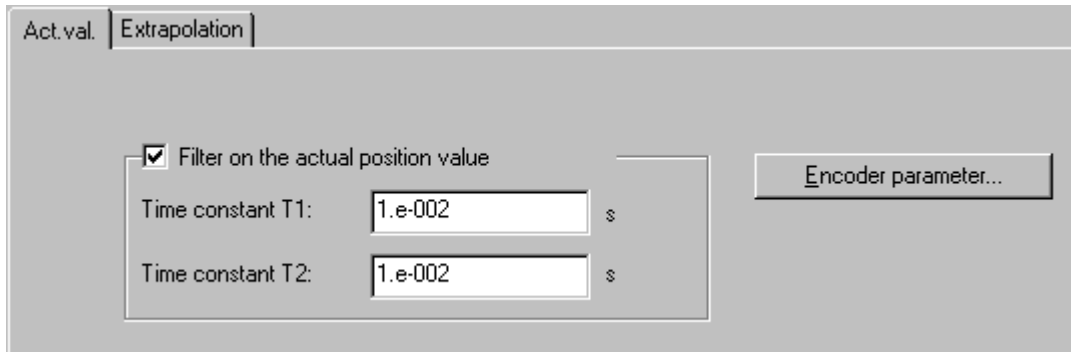 Act.val. Extrapolation
Filter on the actual position value
Encoder parameter...
Time constant T1: 1.e-002 s
Time constant T2: 1.e-002 s